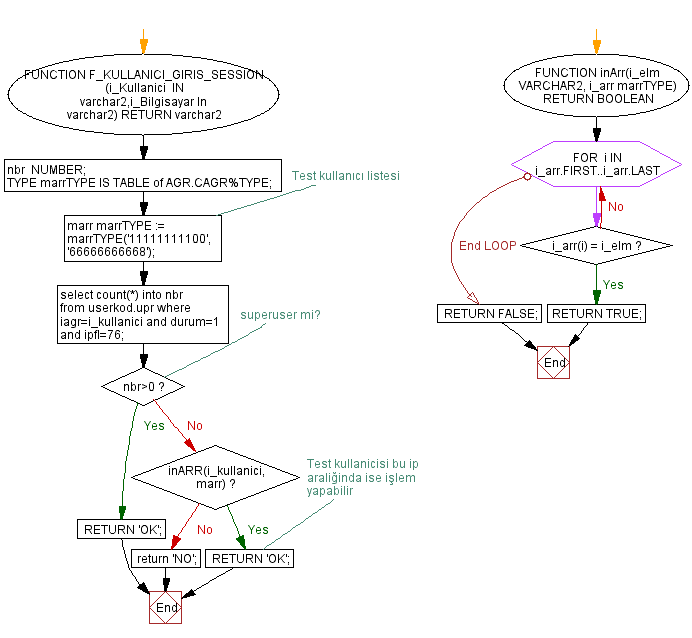 FUNCTION F_KULLANICI_GIRIS_SESSION
(i_Kullanici  IN
varchar2,i_Bilgisayar In
varchar2) RETURN varchar2
nbr  NUMBER;
TYPE marrTYPE IS TABLE of AGR.CAGR%TYPE;
Test kullanıcı listesi
marr marrTYPE :=
marrTYPE('11111111100',
'66666666668');
select count(*) into nbr
from userkod.upr where
iagr=i_kullanici and durum=1
and ipfl=76;
superuser mi?
nbr>0 ?
Yes
No
inARR(i_kullanici,
marr) ?
Test kullanicisi bu ip
aralığinda ise işlem
yapabilir
No
Yes
RETURN 'OK';
return 'NO';
RETURN 'OK';
End
FUNCTION inArr(i_elm
VARCHAR2, i_arr marrTYPE)
RETURN BOOLEAN
FOR  i IN
i_arr.FIRST..i_arr.LAST
No
End LOOP
i_arr(i) = i_elm ?
Yes
RETURN FALSE;
RETURN TRUE;
End